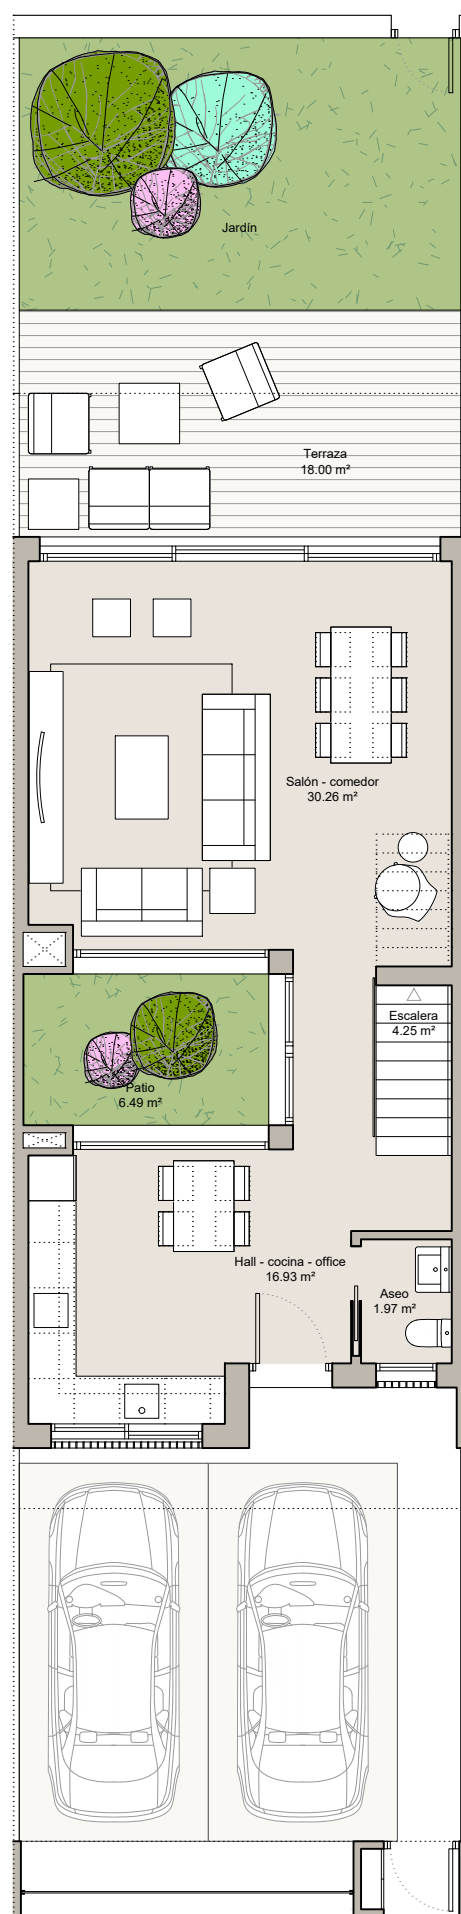 Jardín
Terraza
18.00 m²
Salón - comedor
30.26 m²
Escalera
4.25 m²
Patio
6.49 m²
Hall - cocina - office
16.93 m²
Aseo
1.97 m²